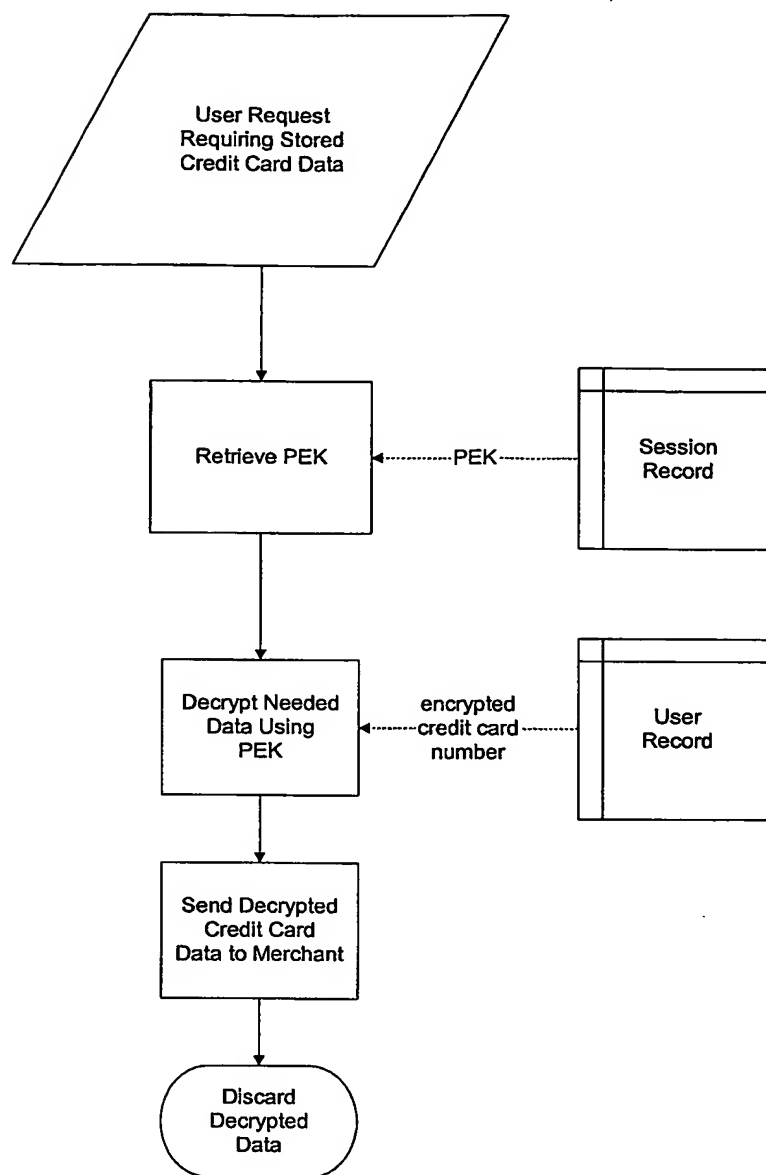 User Request
Requiring Stored
Credit Card Data
Retrieve PEK
PEK
Session
Record
Decrypt Needed
Data Using
PEK
encrypted
credit card
number
User
Record
Send Decrypted
Credit Card
Data to Merchant
Discard
Decrypted
Data